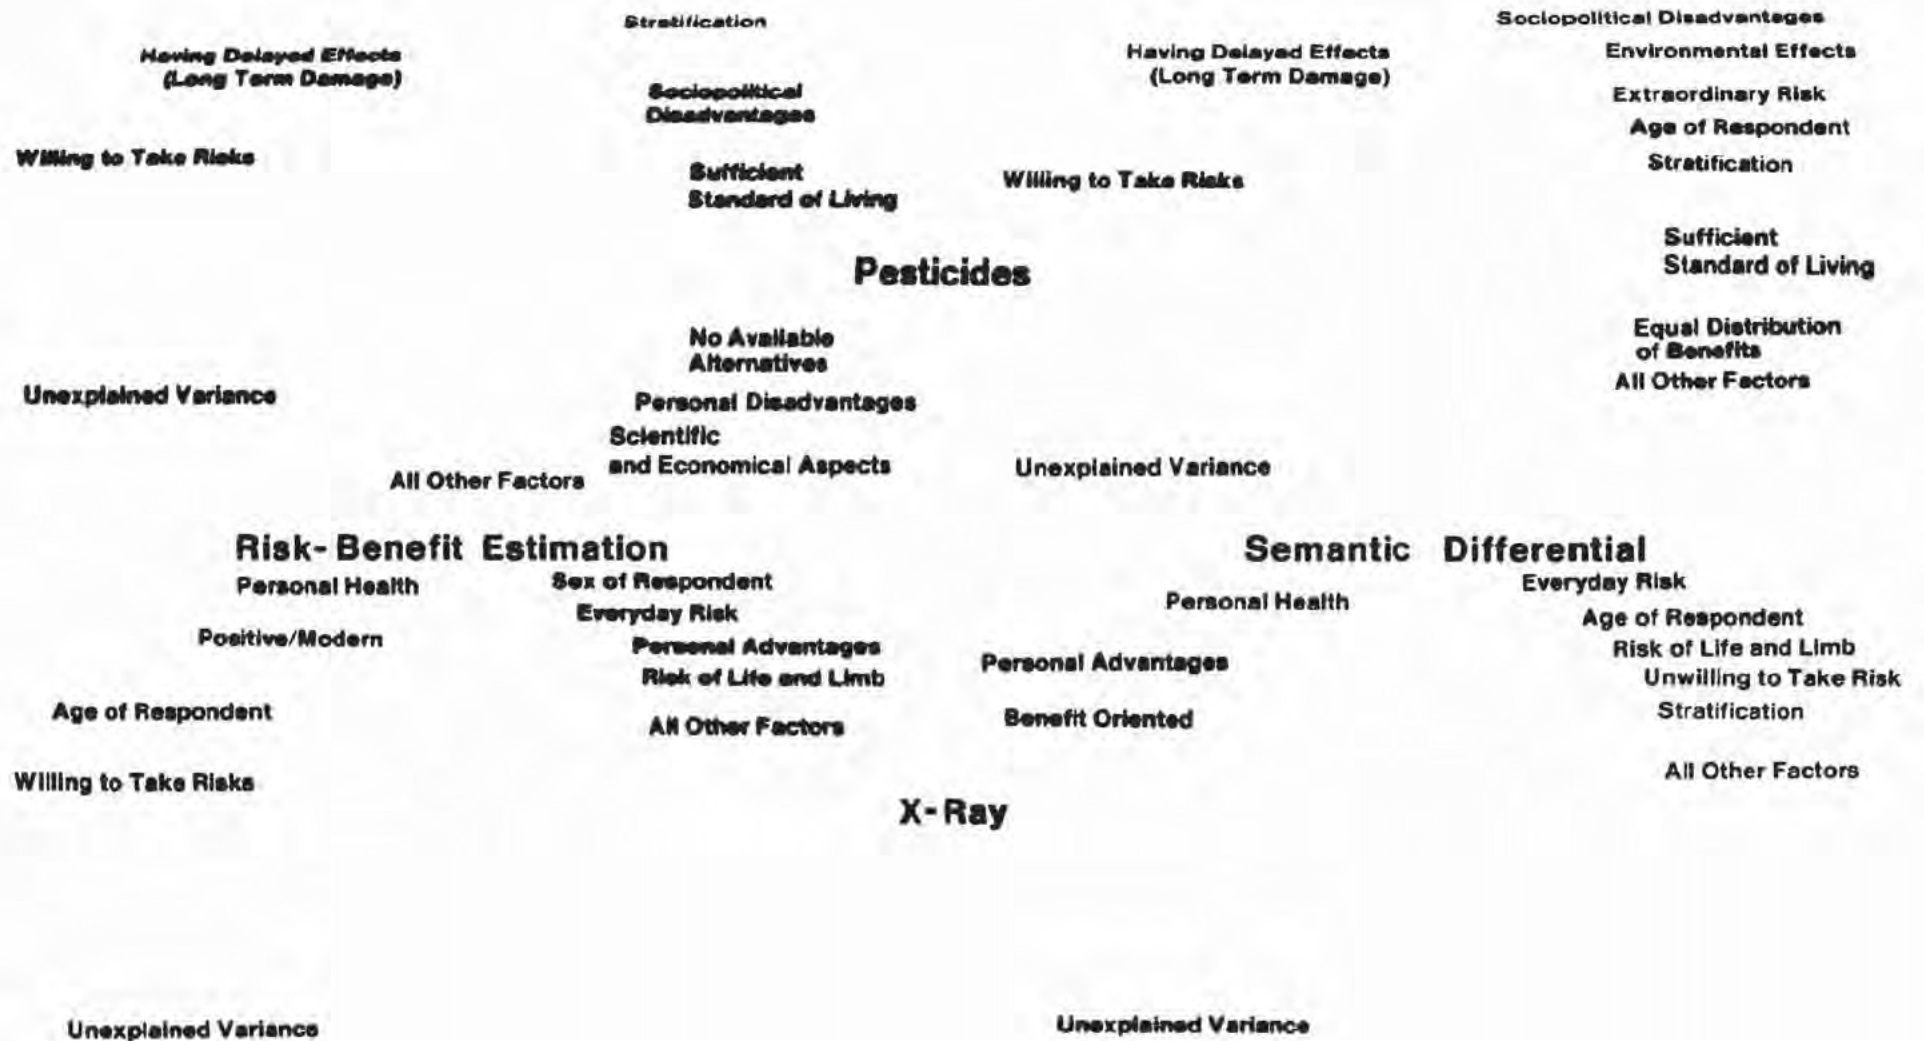 Stratification
Having Delayed Effects
(Long Term Damage)
Sociopolitical
Disadvantages
Willing to Take Risks
Sufficient
Standard of Living
Having Delayed Effects
(Long Term Damage)
Sociopolitical Disadvantages
Environmental Effects
Extraordinary Risk
Age of Respondent
Stratification
Willing to Take Risks
Sufficient
Standard of Living
Pesticides
No Available
Alternatives
Unexplained Variance
Personal Disadvantages
Scientific
and Economical Aspects
All Other Factors
Equal Distribution
of Benefits
All Other Factors
Unexplained Variance
Risk-Benefit Estimation
Semantic Differential
Personal Health
Sex of Respondent
Everyday Risk
Positive/Modern
Personal Advantages
Risk of Life and Limb
Age of Respondent
All Other Factors
Willing to Take Risks
Personal Health
Everyday Risk
Age of Respondent
Risk of Life and Limb
Personal Advantages
Unwilling to Take Risk
Benefit Oriented
Stratification
All Other Factors
X-Ray
Unexplained Variance
Unexplained Variance